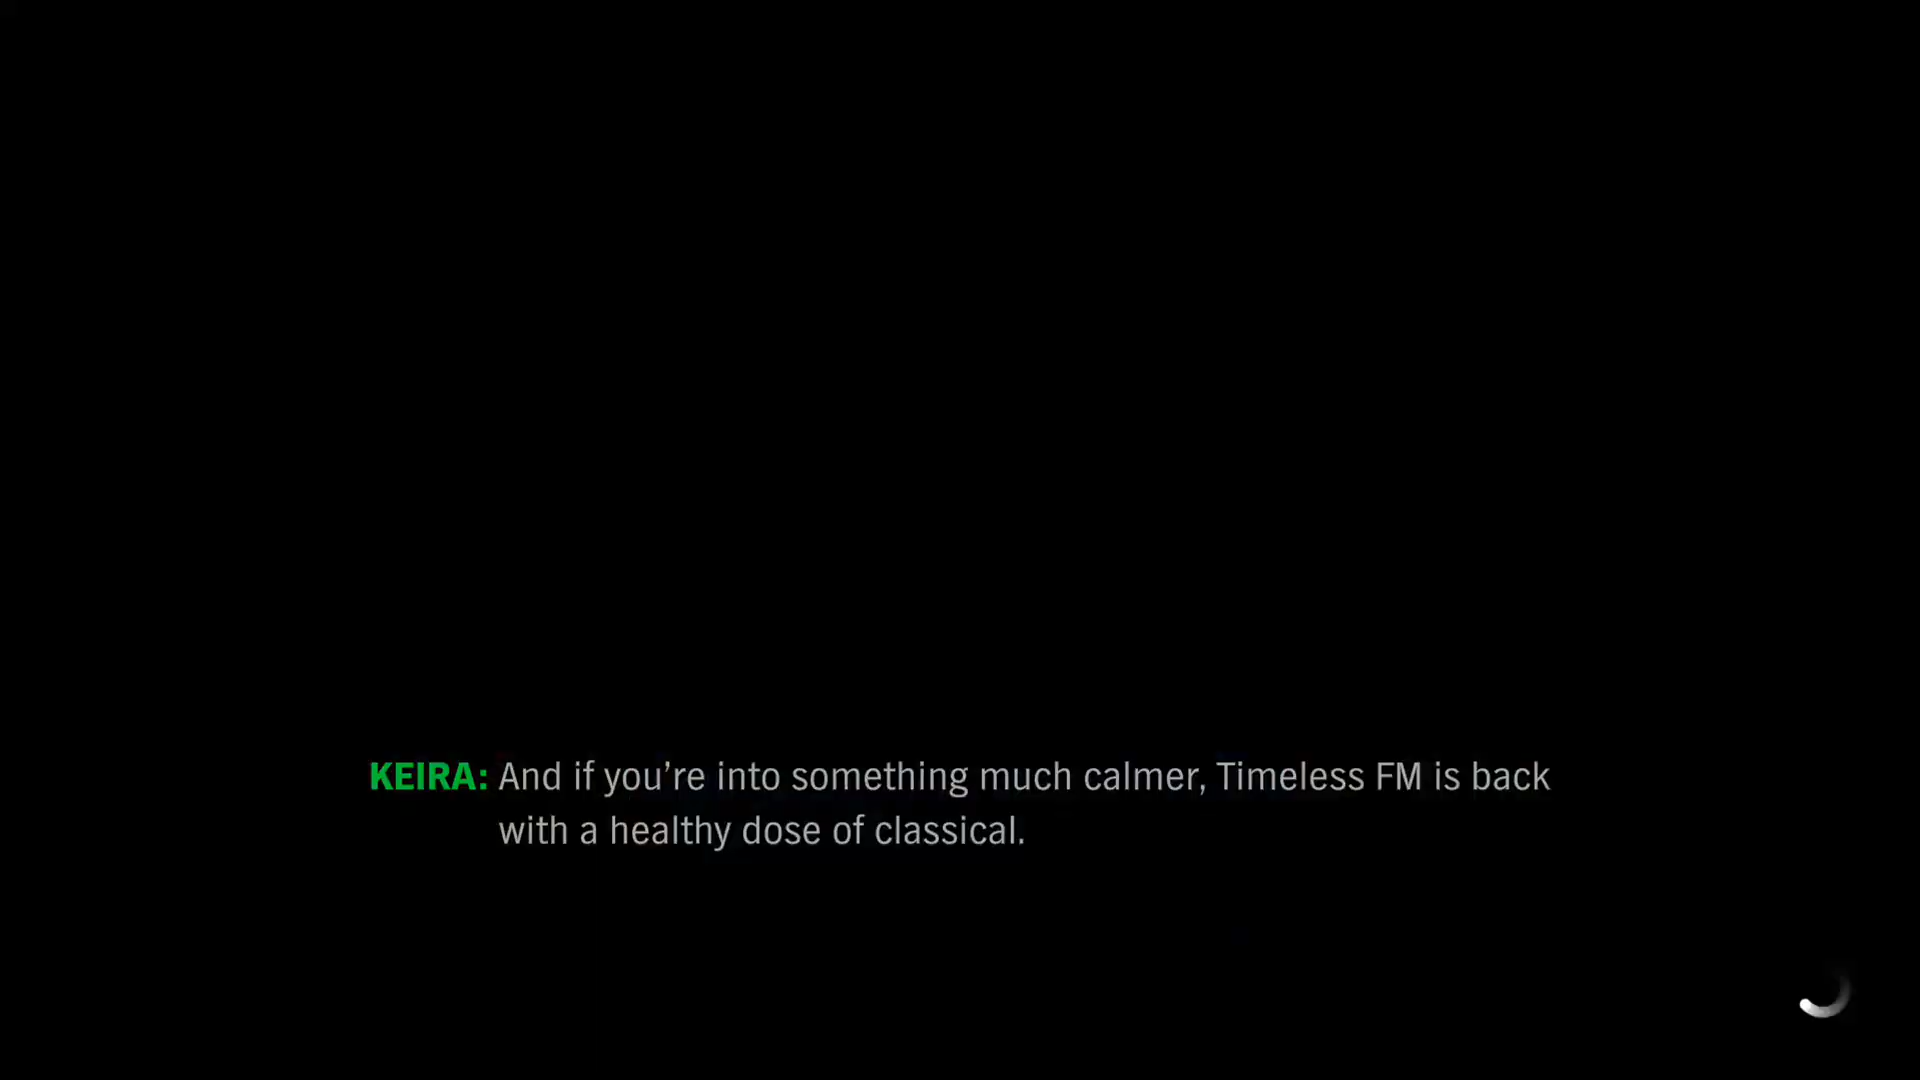 KEIRA: And if you’re into something much calmer, Timeless FM is back
with a healthy dose of classical.